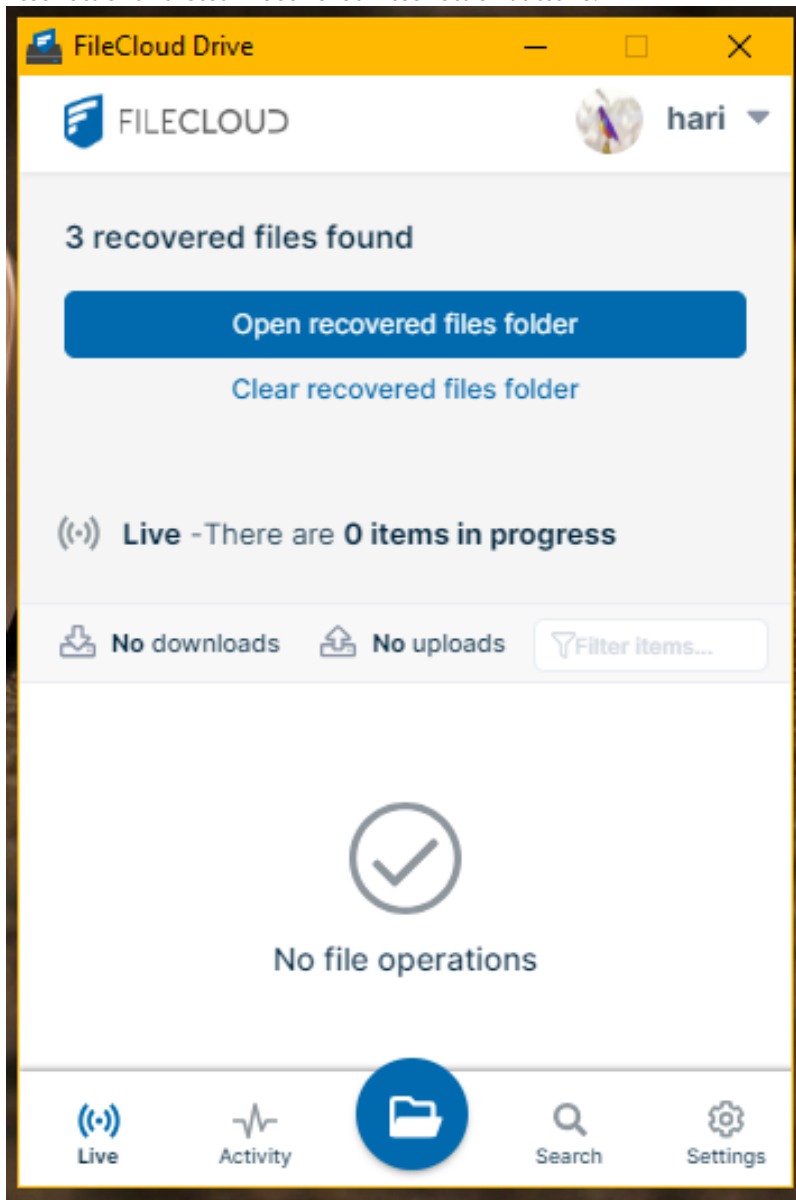 FileCloud Drive
FILECLOUD
hari
3 recovered files found
Open recovered files folder
Clear recovered files folder
Live -There are 0 items in progress
No downloads No uploads Filter items...
No file operations
Live Activity Search Settings